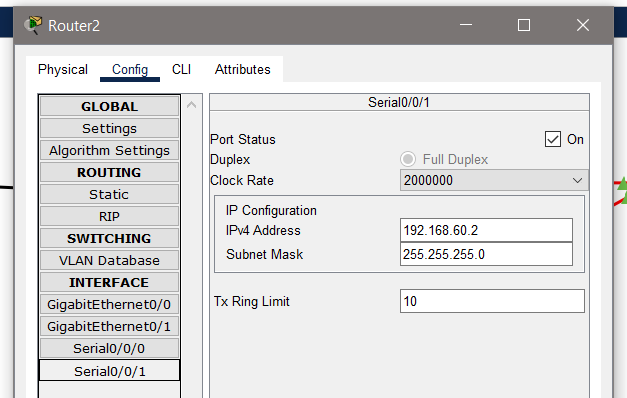 Router2
Physical Config CLI Attributes
GLOBAL
Settings
Algorithm Settings
ROUTING
Static
RIP
SWITCHING
VLAN Database
INTERFACE
GigabitEthernet0/0
GigabitEthernet0/1
Serial0/0/0
Serial0/0/1
Serial0/0/1
Port Status On
Duplex Full Duplex
Clock Rate 2000000
IP Configuration
IPv4 Address 192.168.60.2
Subnet Mask 255.255.255.0
Tx Ring Limit 10